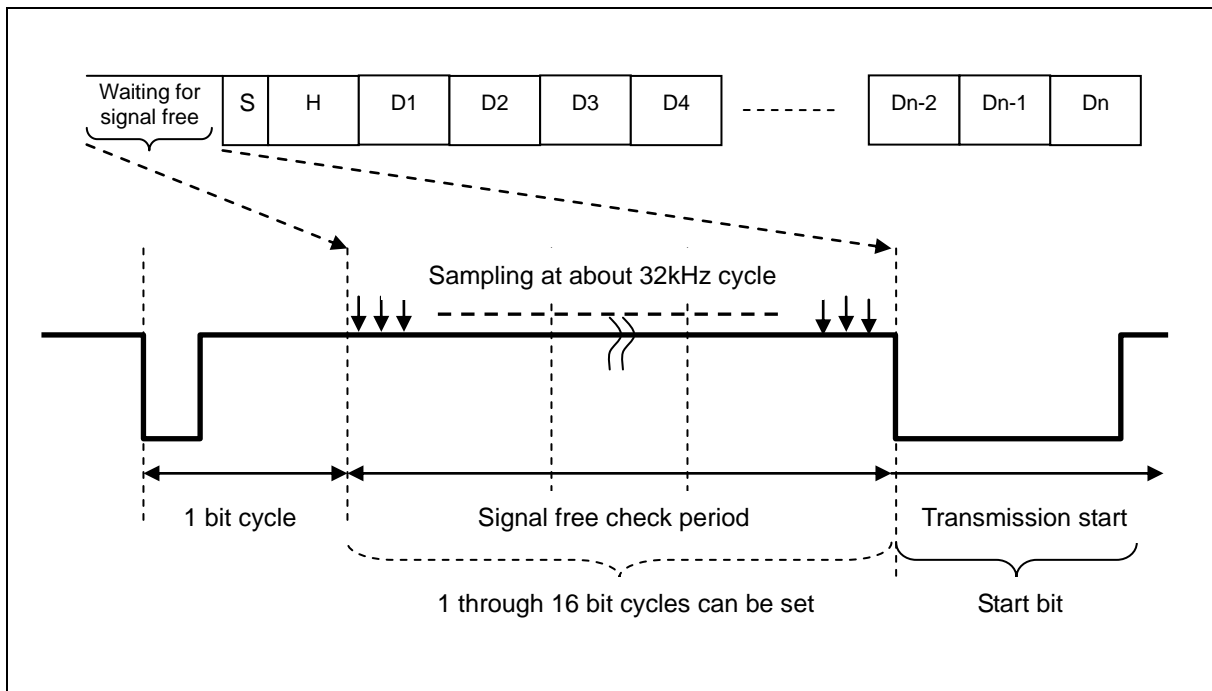 Waiting for
signal free
S H D1 D2 D3 D4 Dn-2 Dn-1 Dn
Sampling at about 32kHz cycle
1 bit cycle Signal free check period Transmission start
1 through 16 bit cycles can be set Start bit